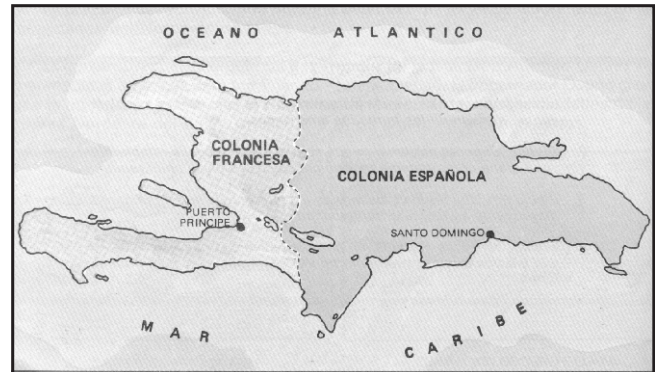 OCEANO ATLANTICO
COLONIA
FRANCESA
COLONIA ESPAÑOLA
PUERTO
PRINCIPE
SANTO DOMINGO
MAR CARIBE